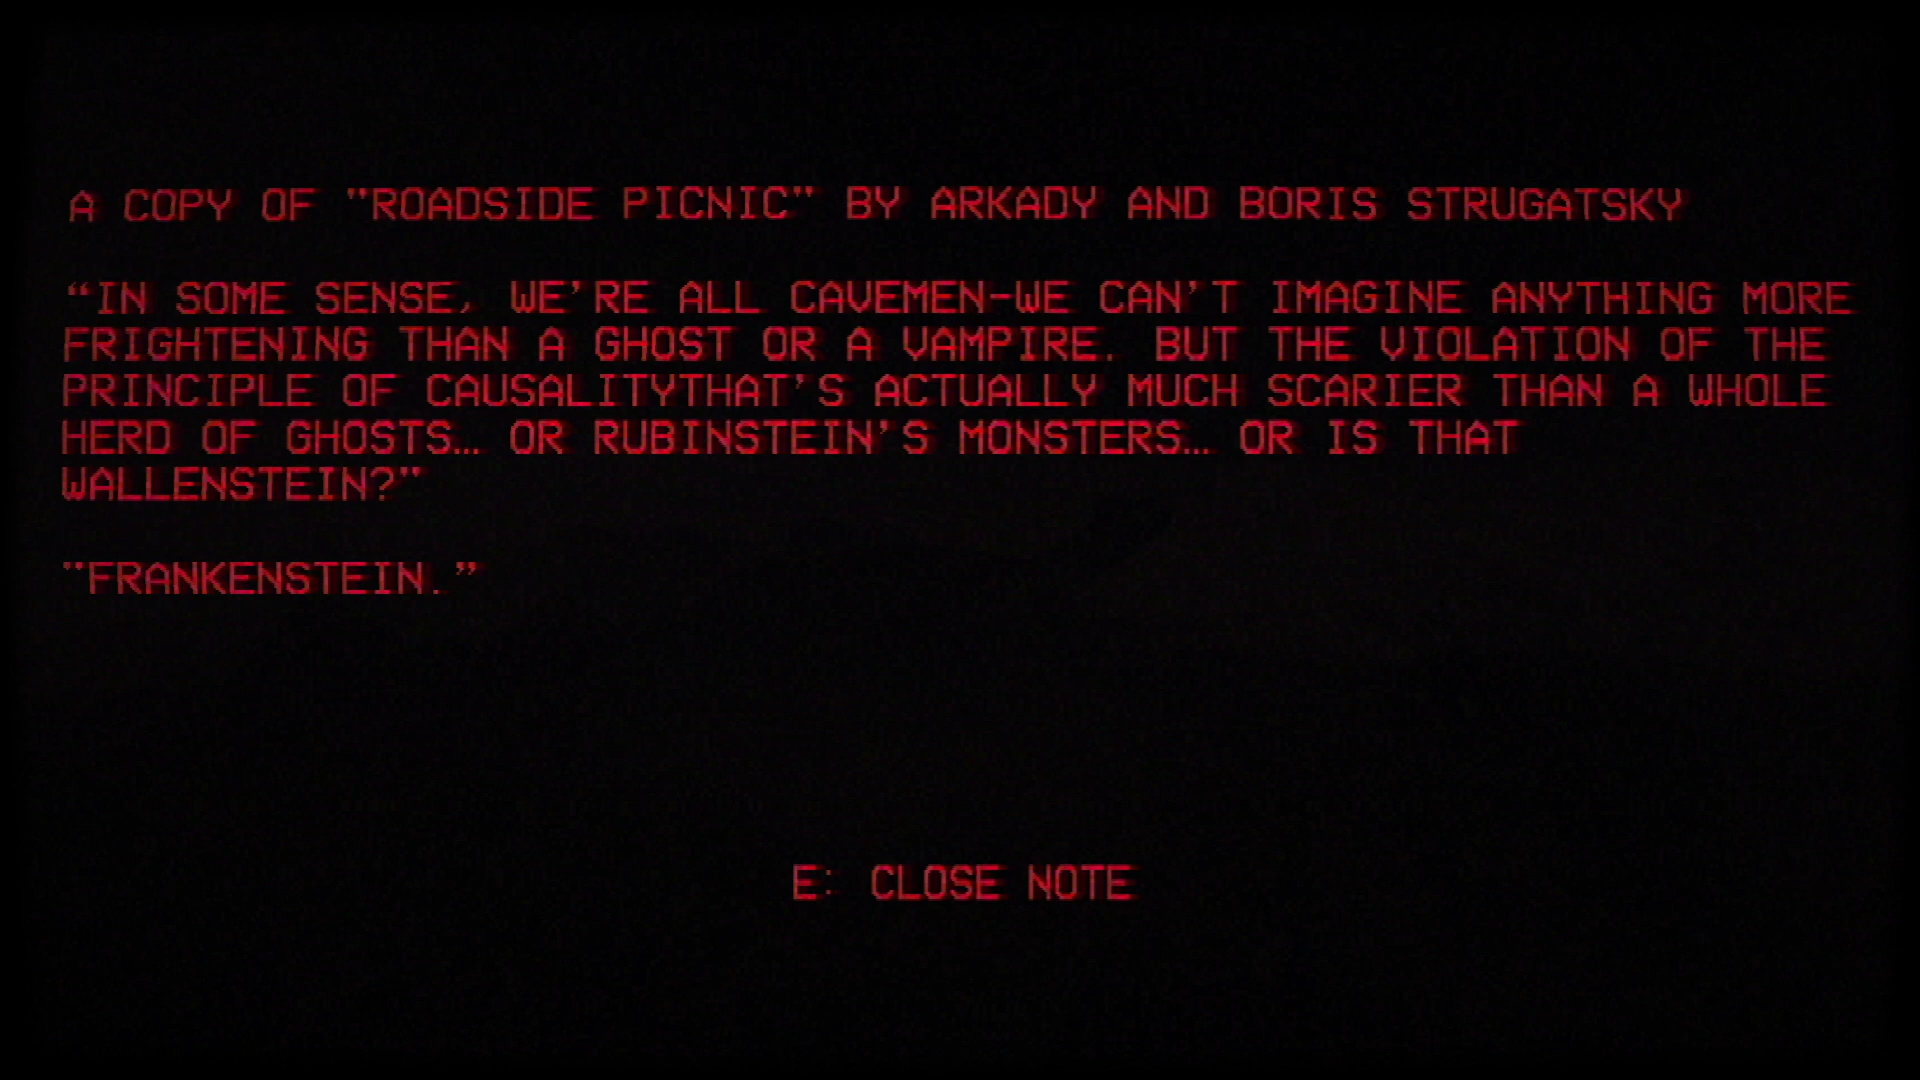 A COPY OF "ROADSIDE PICNIC" BY ARKADY AND BORIS STRUGATSKY
“IN SOME SENSE, WE’RE ALL CAVEMEN-WE CAN’T IMAGINE ANYTHING MORE
FRIGHTENING THAN A GHOST OR A VAMPIRE. BUT THE VIOLATION OF THE
PRINCIPLE OF CAUSALITYTHAT’S ACTUALLY MUCH SCARIER THAN A WHOLE
HERD OF GHOSTS… OR RUBINSTEIN’S MONSTERS… OR IS THAT
WALLENSTEIN?”
"FRANKENSTEIN.”
E: CLOSE NOTE